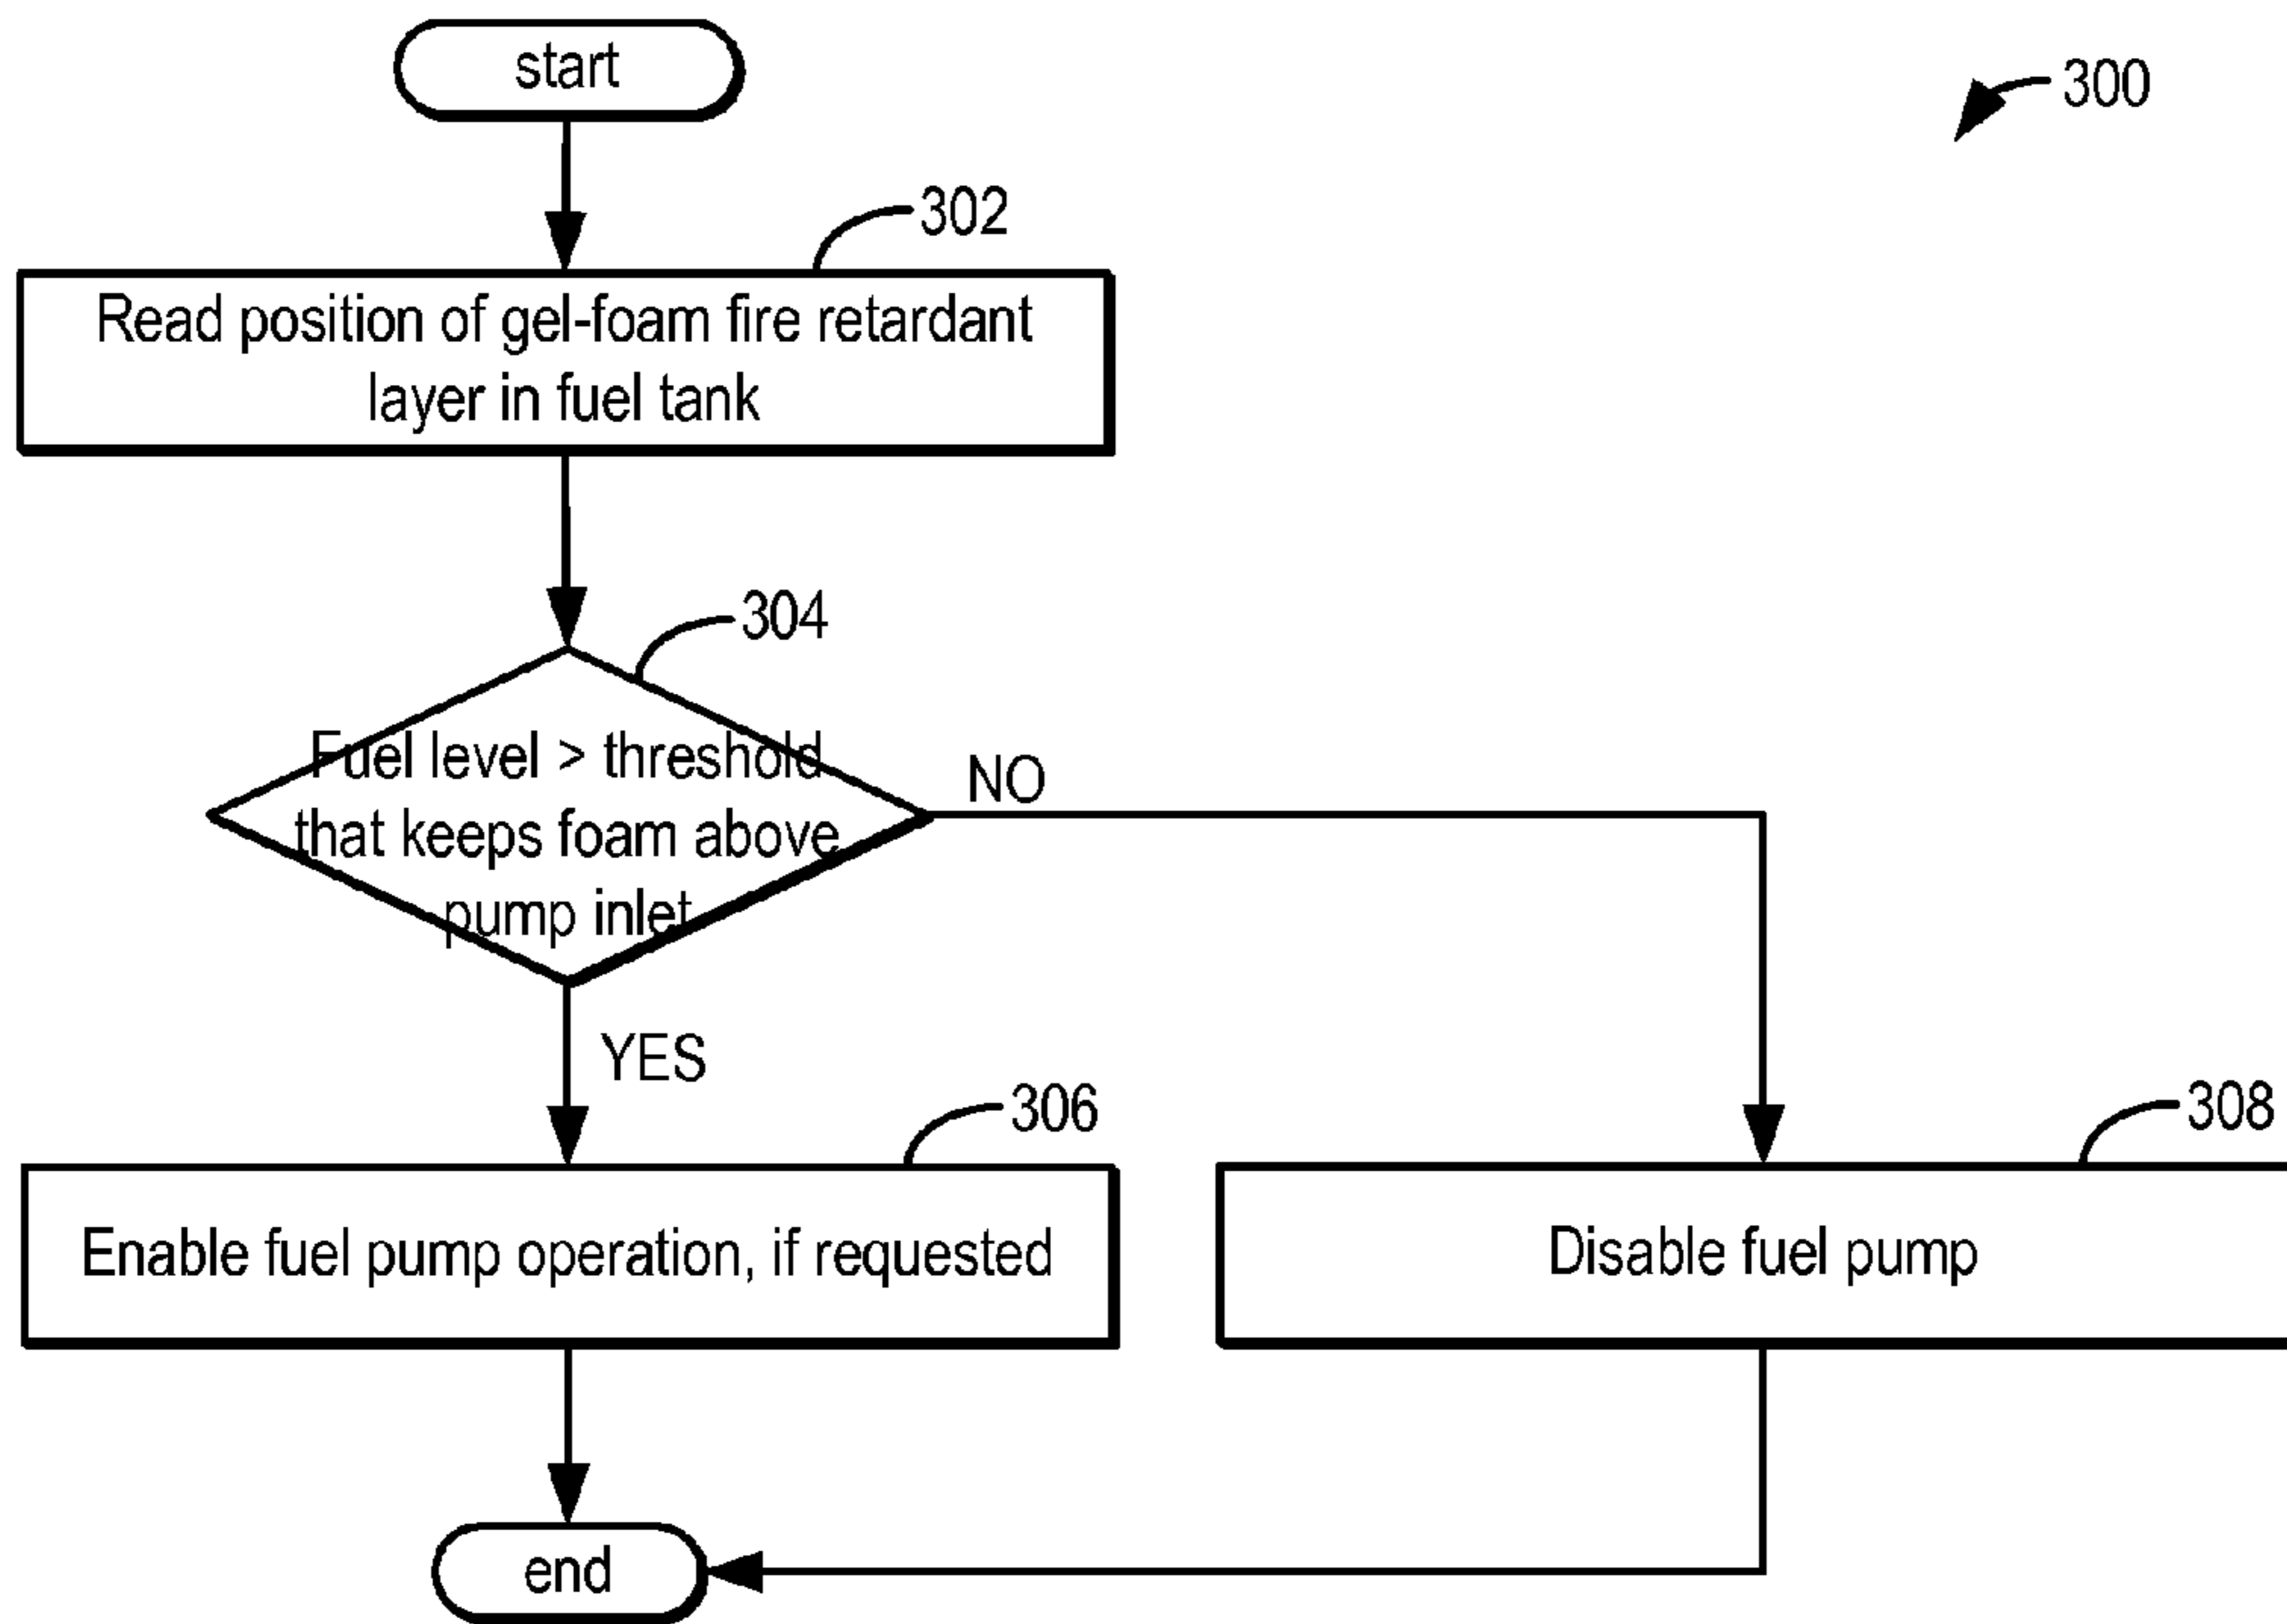 start
300
302
Read position of gel-foam fire retardant
layer in fuel tank
304
Fuel level > threshold
that keeps foam above
pump inlet
NO
YES
306
308
Enable fuel pump operation, if requested
Disable fuel pump
end